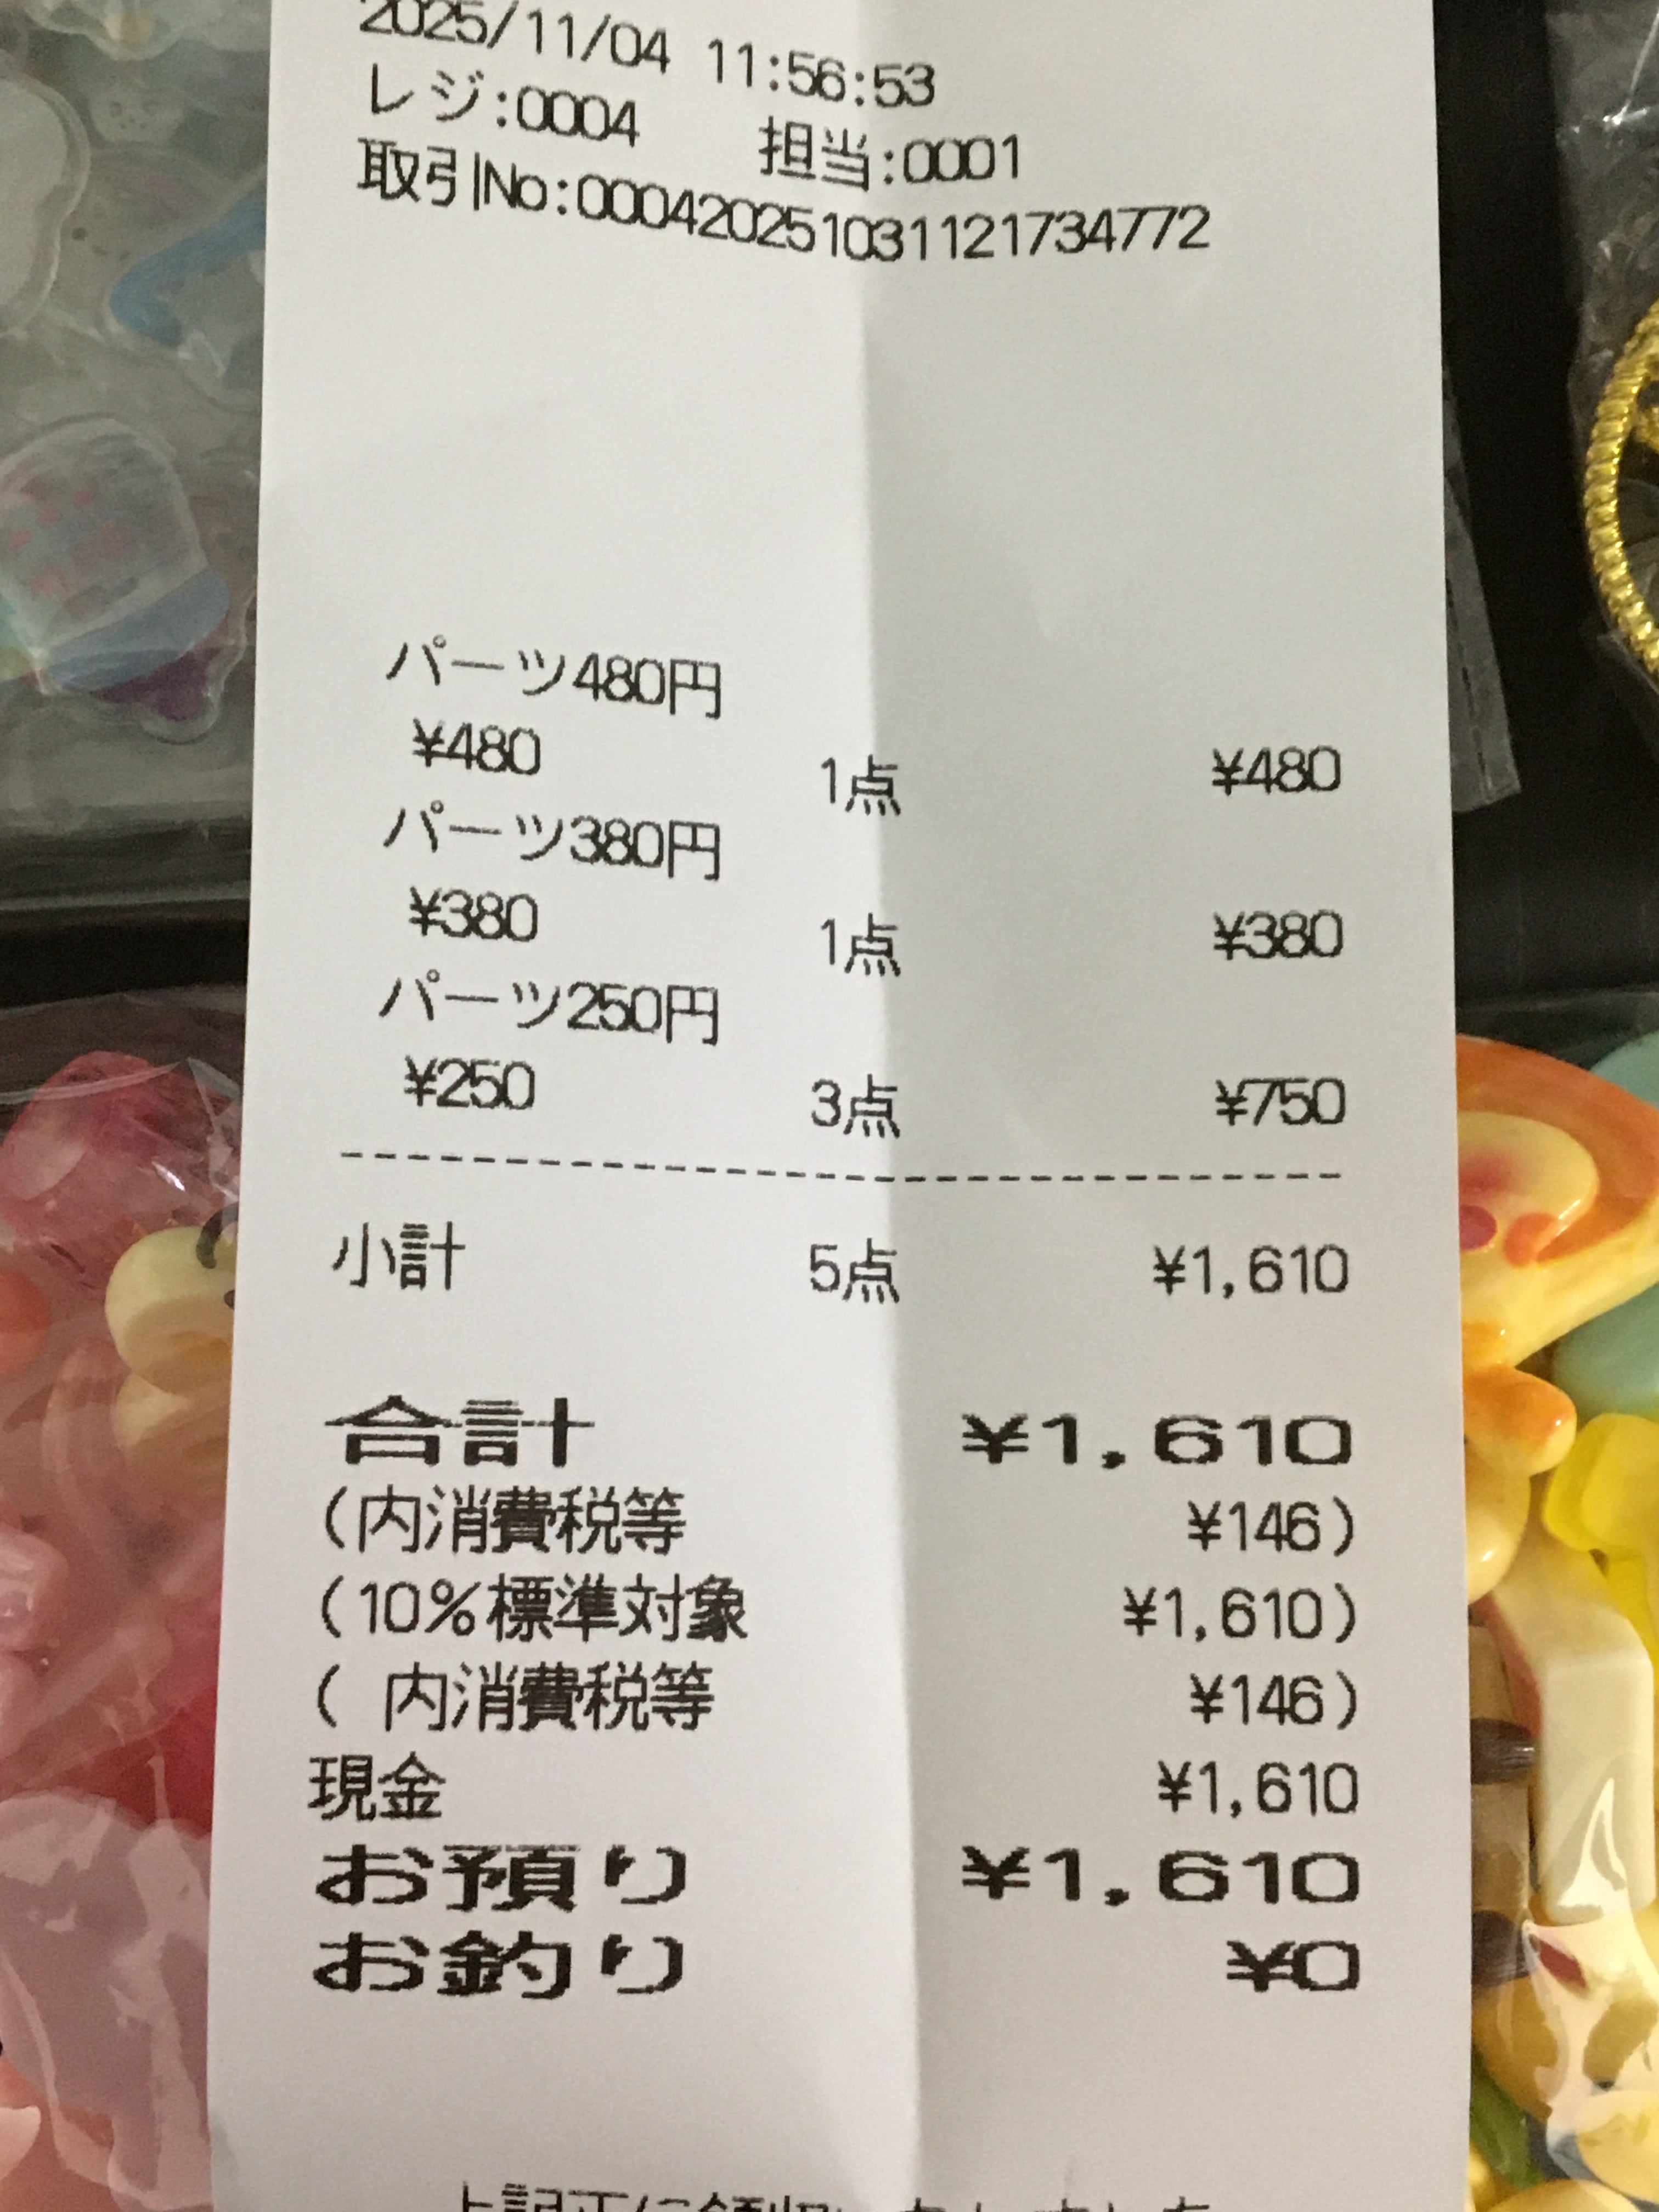 2025/11/04 11:56:53
レジ:0004 担当:0001
取引No:000420251031121734772
パーツ480円
¥480 1点 ¥480
パーツ380円
¥380 1点 ¥380
パーツ250円
¥250 3点 ¥750
小計 5点 ¥1,610
合計 ¥1,610
(内消費税等 ¥146)
(10%標準対象 ¥1,610)
( 内消費税等 ¥146)
現金 ¥1,610
お預り ¥1,610
お釣り ¥0